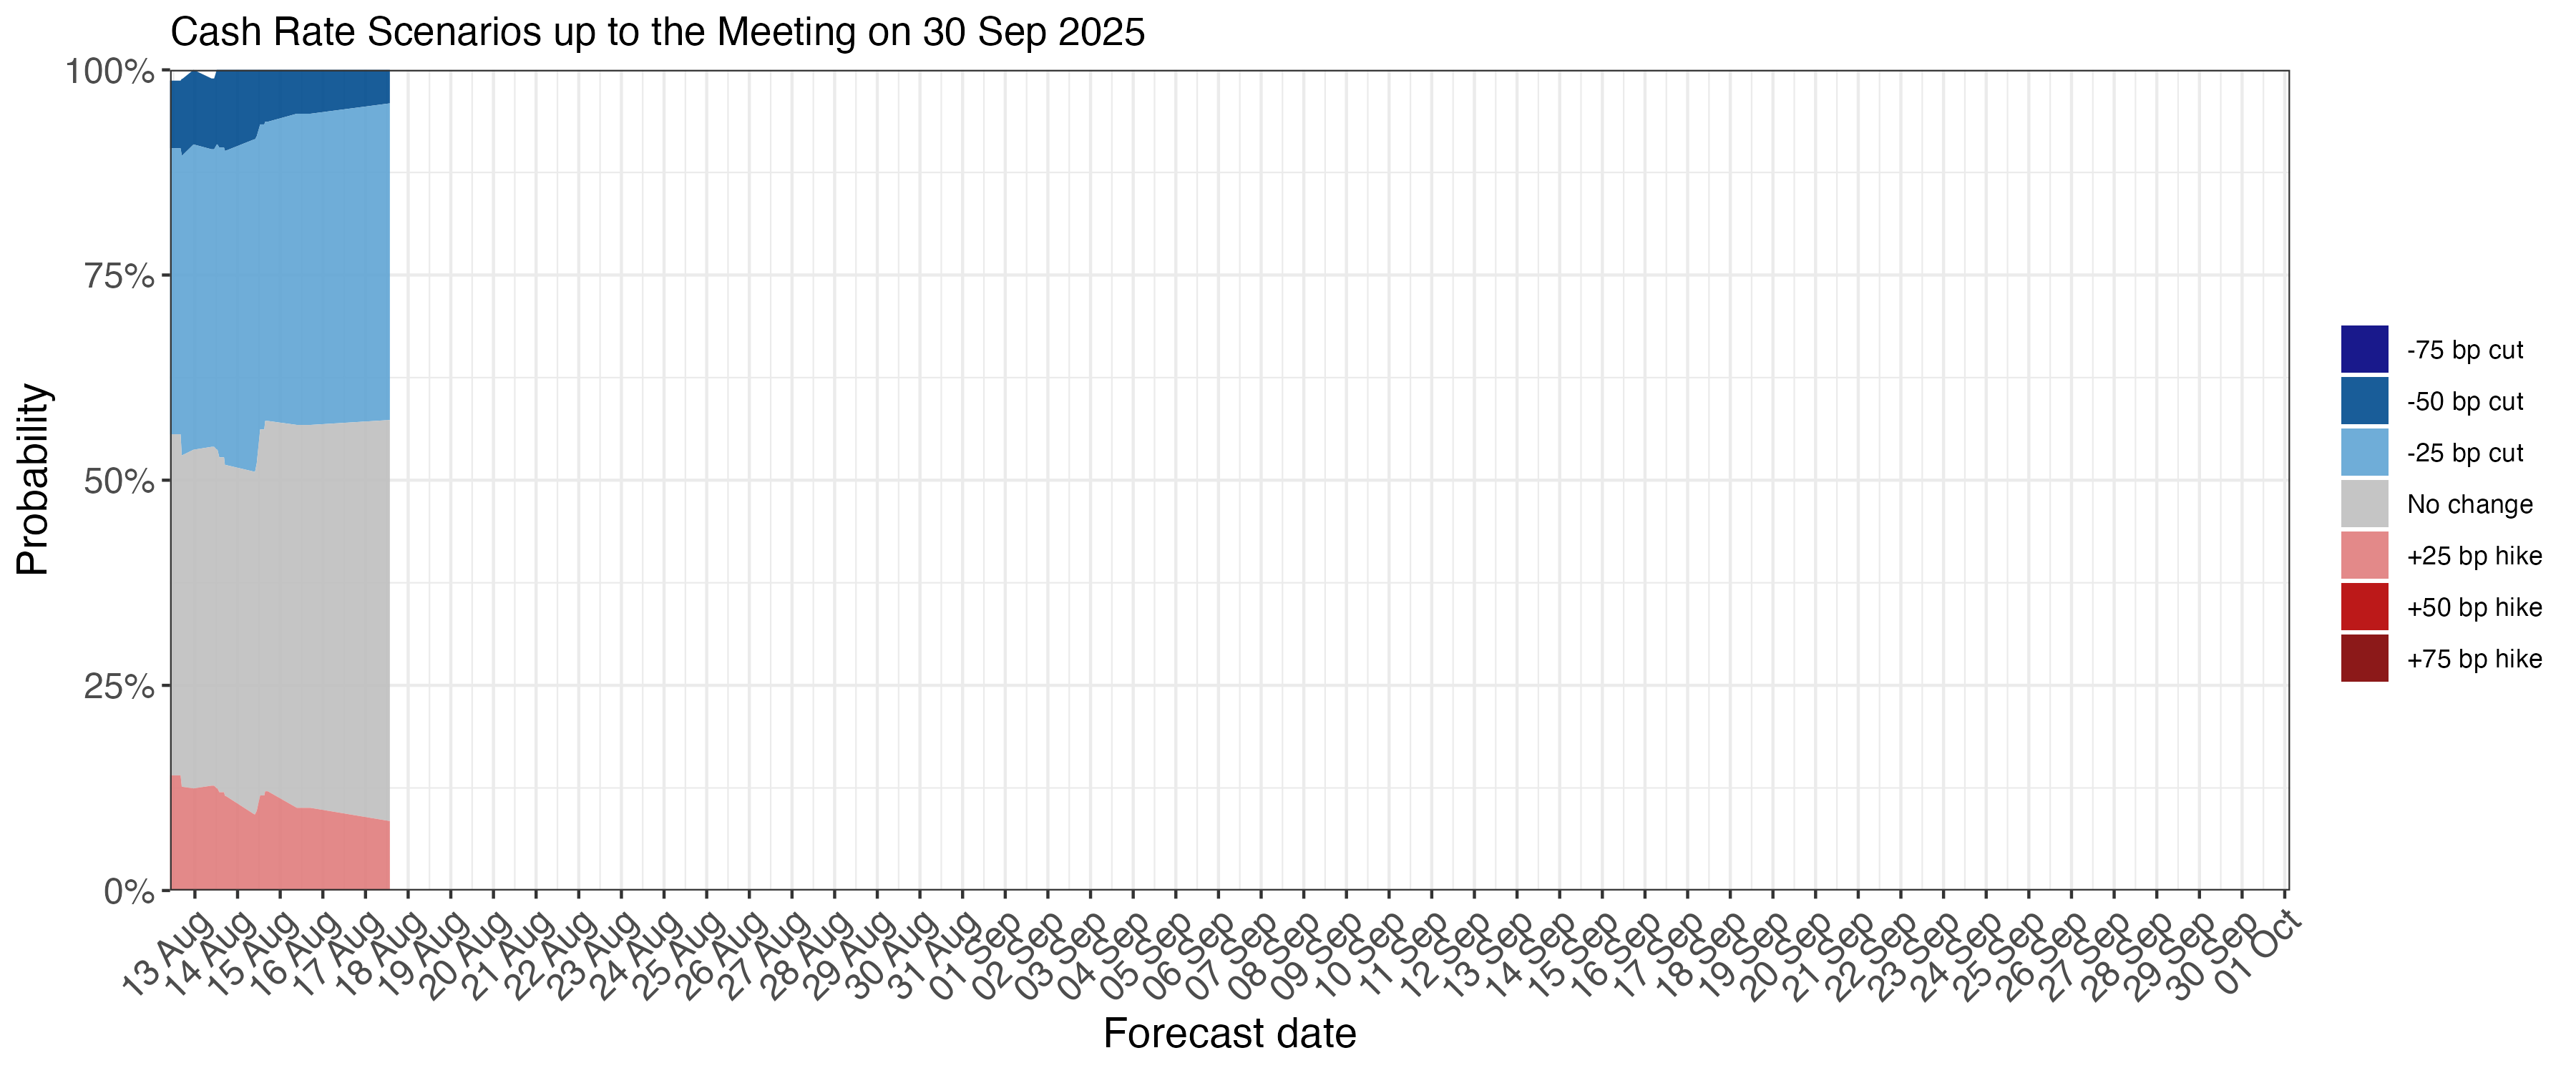 Cash Rate Scenarios up to the Meeting on 30 Sep 2025
100%
75%
50%
25%
0%
Probability
13 Aug
14 Aug
15 Aug
16 Aug
17 Aug
18 Aug
19 Aug
20 Aug
21 Aug
22 Aug
23 Aug
24 Aug
25 Aug
26 Aug
27 Aug
28 Aug
29 Aug
30 Aug
31 Aug
01 Sep
02 Sep
03 Sep
04 Sep
05 Sep
06 Sep
07 Sep
08 Sep
09 Sep
10 Sep
11 Sep
12 Sep
13 Sep
14 Sep
15 Sep
16 Sep
17 Sep
18 Sep
19 Sep
20 Sep
21 Sep
22 Sep
23 Sep
24 Sep
25 Sep
26 Sep
27 Sep
28 Sep
29 Sep
30 Sep
01 Oct
Forecast date
-75 bp cut
-50 bp cut
-25 bp cut
No change
+25 bp hike
+50 bp hike
+75 bp hike